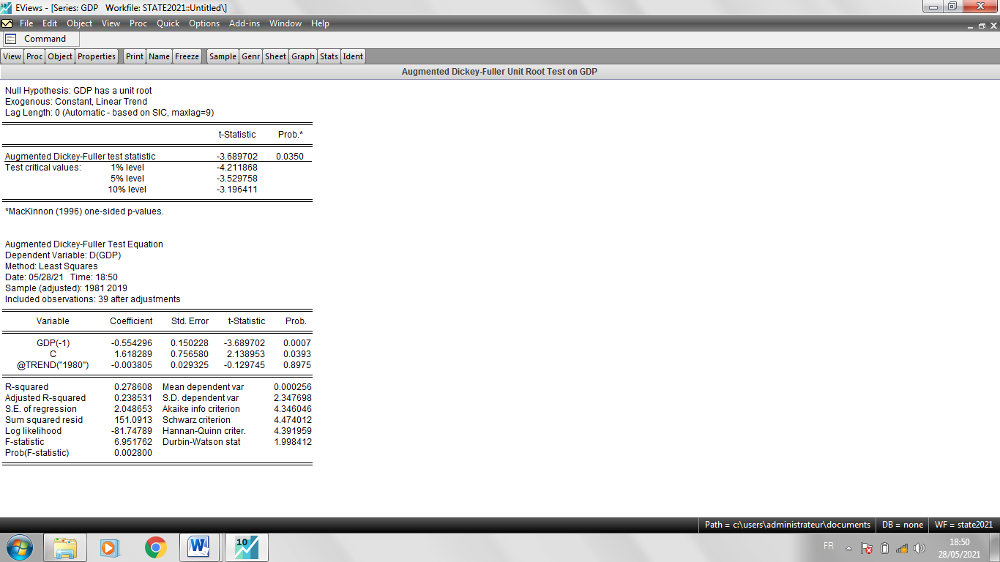 EViews - [Series: GDP   Workfile: STATE2021::Untitled\]
File Edit Object View Proc Quick Options Add-ins Window Help
Command
View Proc Object Properties Print Name Freeze Sample Genr Sheet Graph Stats Ident
Augmented Dickey-Fuller Unit Root Test on GDP
Null Hypothesis: GDP has a unit root
Exogenous: Constant, Linear Trend
Lag Length: 0 (Automatic - based on SIC, maxlag=9)
t-Statistic Prob.*
Augmented Dickey-Fuller test statistic -3.689702 0.0350
Test critical values: 1% level -4.211868
5% level -3.529758
10% level -3.196411
*MacKinnon (1996) one-sided p-values.
Augmented Dickey-Fuller Test Equation
Dependent Variable: D(GDP)
Method: Least Squares
Date: 05/28/21 Time: 18:50
Sample (adjusted): 1981 2019
Included observations: 39 after adjustments
Variable Coefficient Std. Error t-Statistic Prob.
GDP(-1) -0.554296 0.150228 -3.689702 0.0007
C 1.618289 0.756580 2.138953 0.0393
@TREND("1980") -0.003805 0.029325 -0.129745 0.8975
R-squared 0.278608 Mean dependent var 0.000256
Adjusted R-squared 0.238531 S.D. dependent var 2.347698
S.E. of regression 2.048653 Akaike info criterion 4.346046
Sum squared resid 151.0913 Schwarz criterion 4.474012
Log likelihood -81.74789 Hannan-Quinn criter. 4.391959
F-statistic 6.951762 Durbin-Watson stat 1.998412
Prob(F-statistic) 0.002800
Path = c:\users\administrateur\documents DB = none WF = state2021
10
FR
18:50
28/05/2021